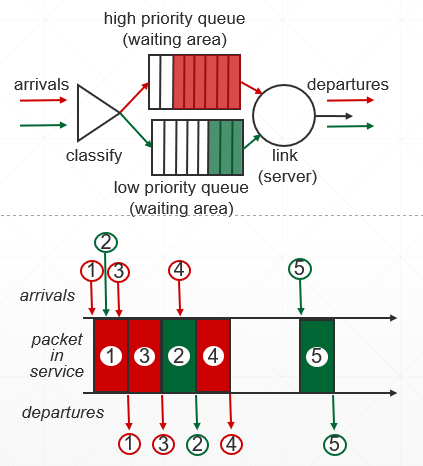 high priority queue
(waiting area)
arrivals
departures
classify
link
(server)
low priority queue
(waiting area)
2
1
3
4
5
arrivals
packet
in
service
1
3
2
4
5
departures
1
3
2
4
5